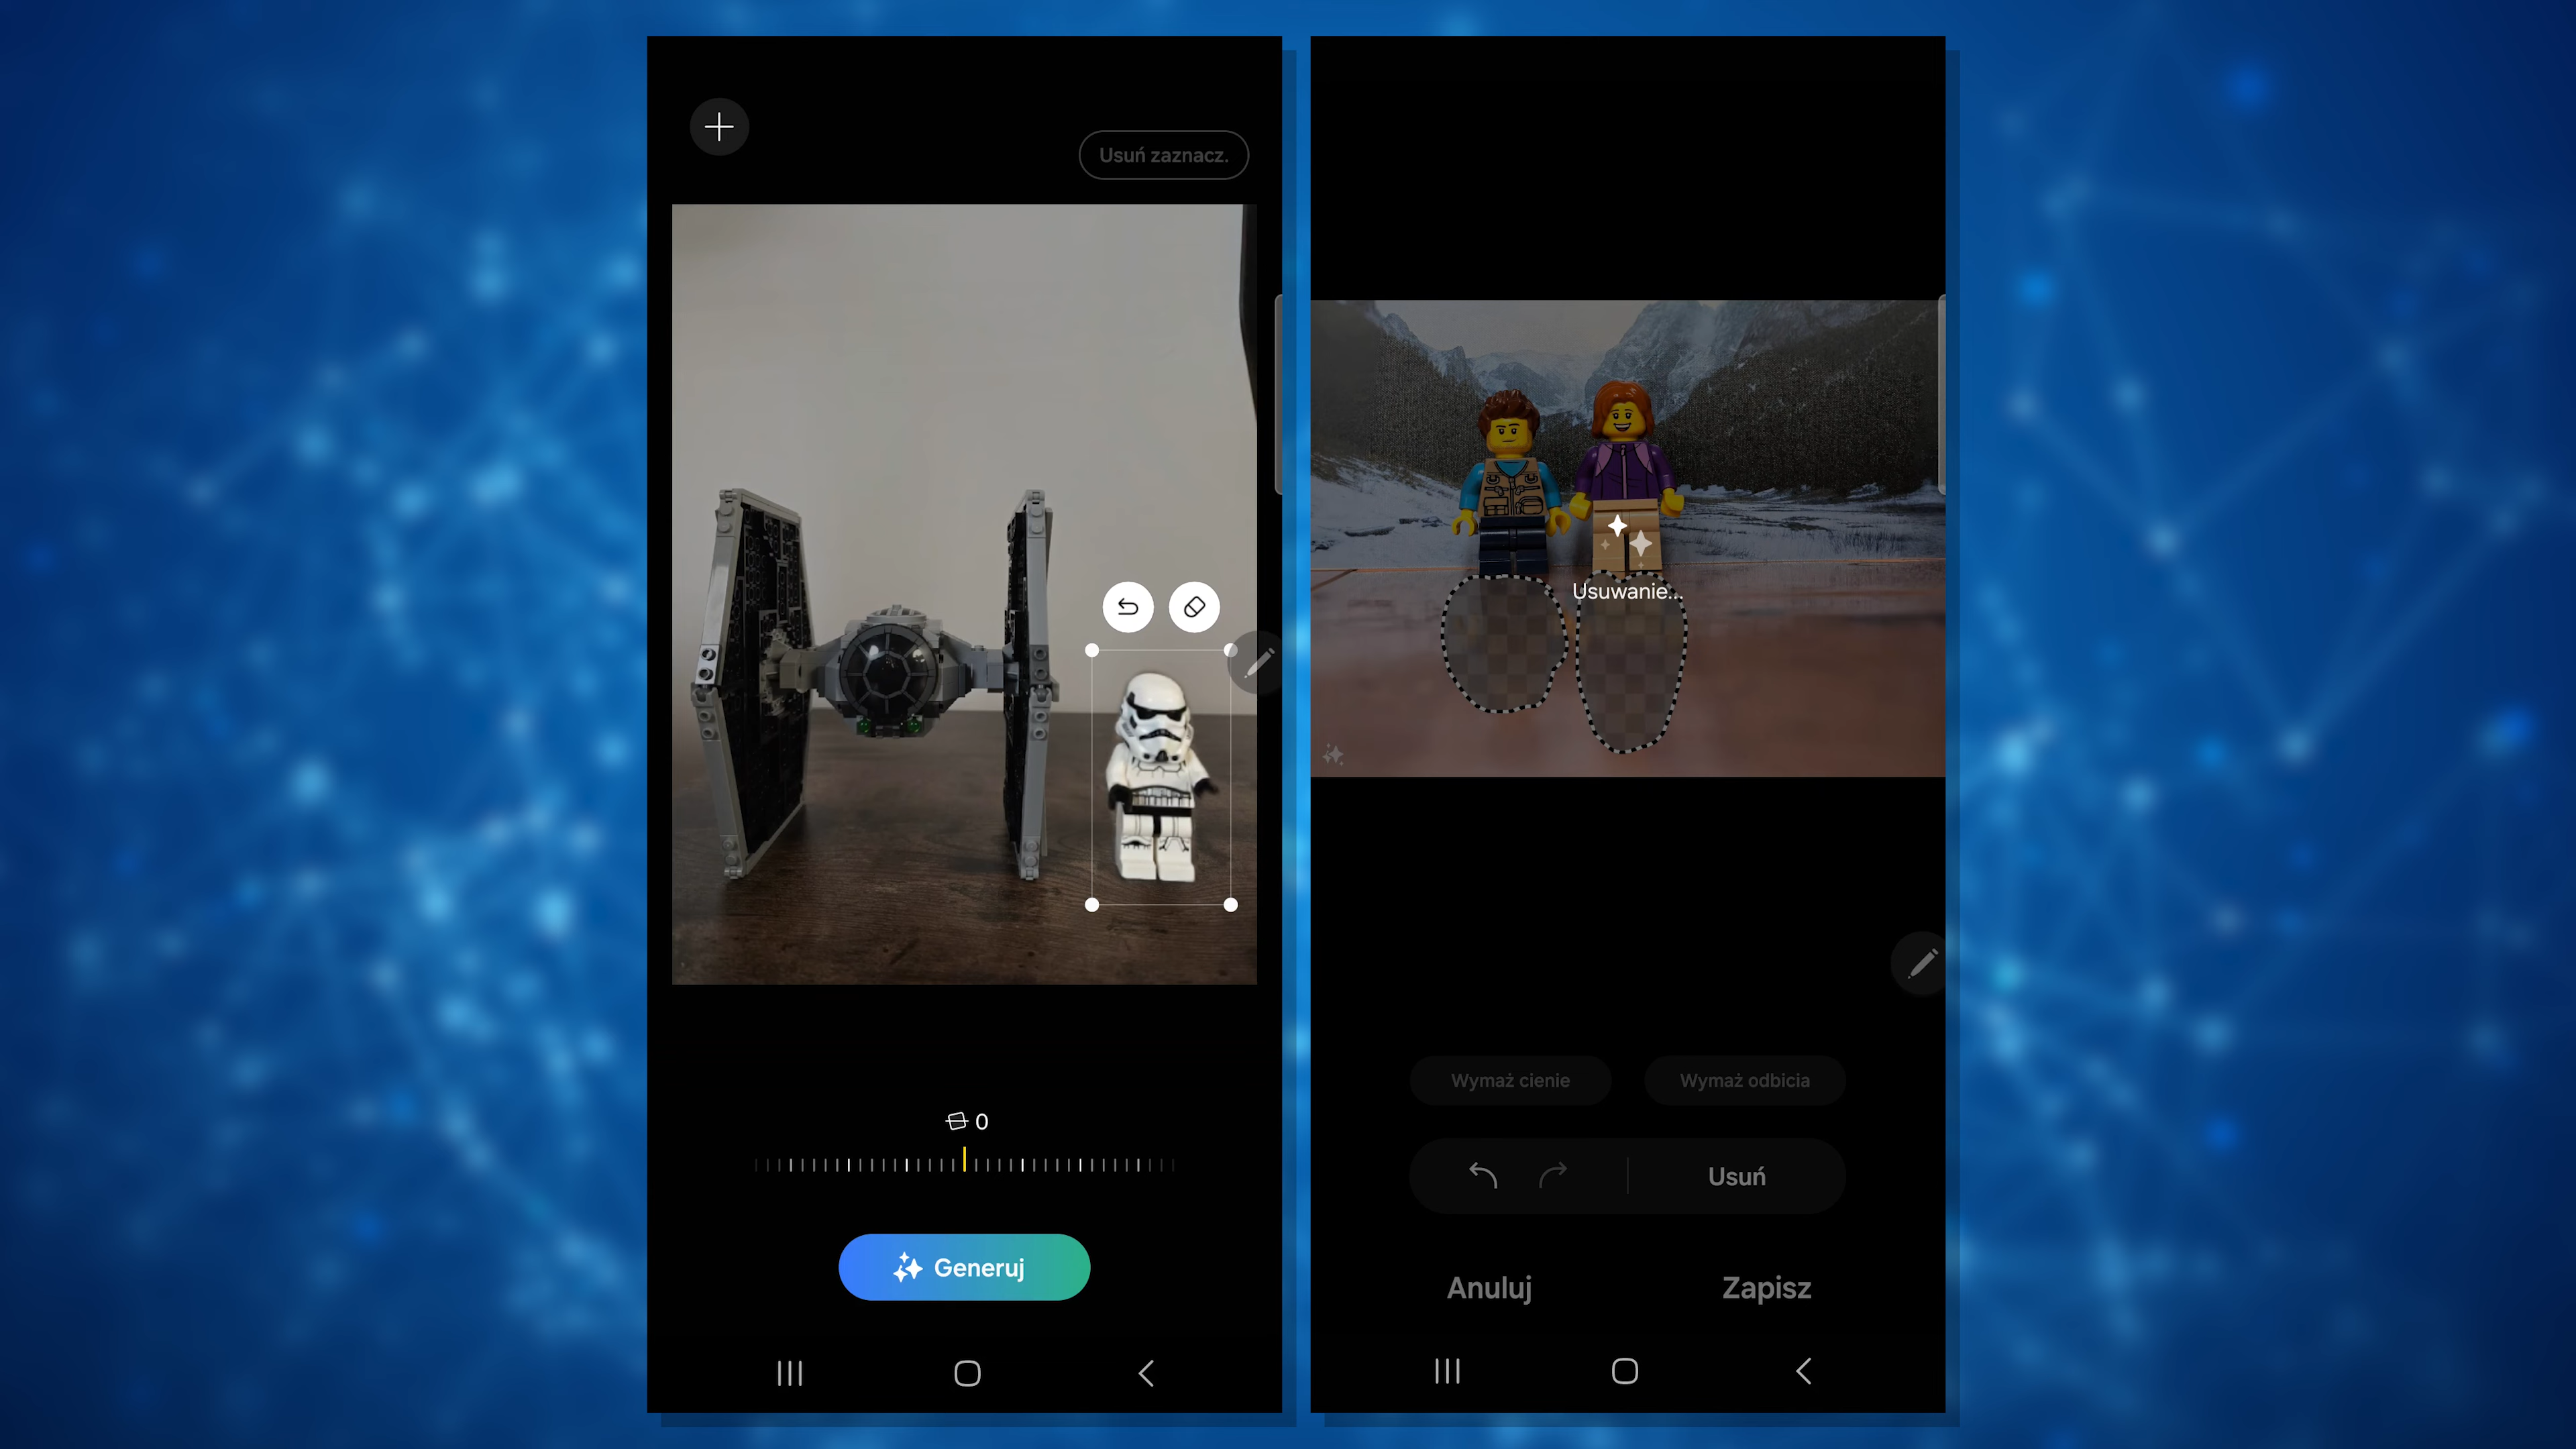 Usuń zaznacz.
0
Generuj
Usuwanie...
Wymaż cienie
Wymaż odbicia
Usuń
Anuluj
Zapisz